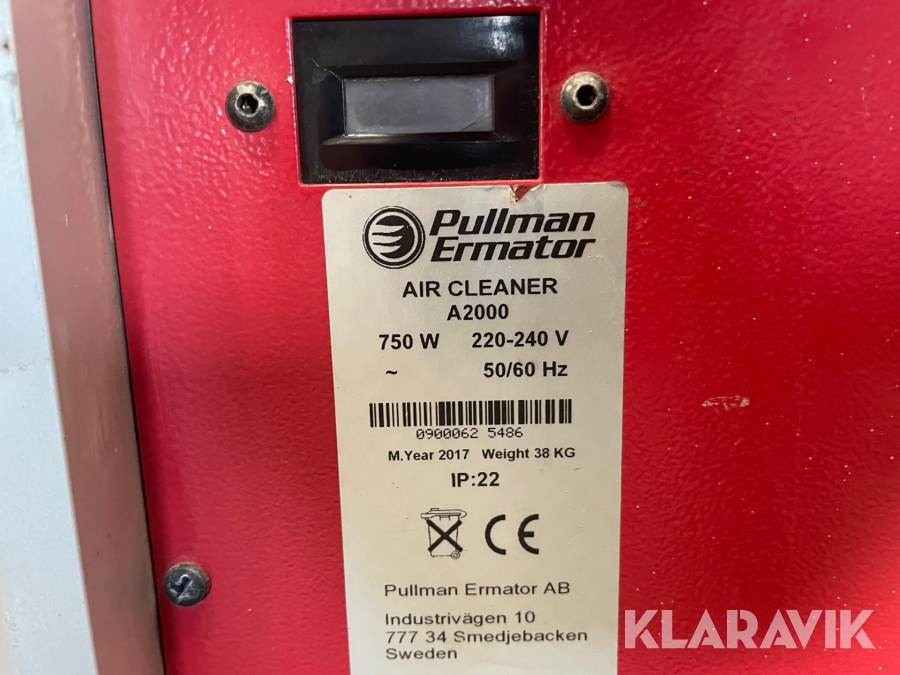 Pullman
Ermator
AIR CLEANER
A2000
750 W 220-240 V
~ 50/60 Hz
0900062 5486
M.Year 2017 Weight 38 KG
IP:22
CE
Pullman Ermator AB
Industrivägen 10
777 34 Smedjebacken
Sweden
KLARAVIK